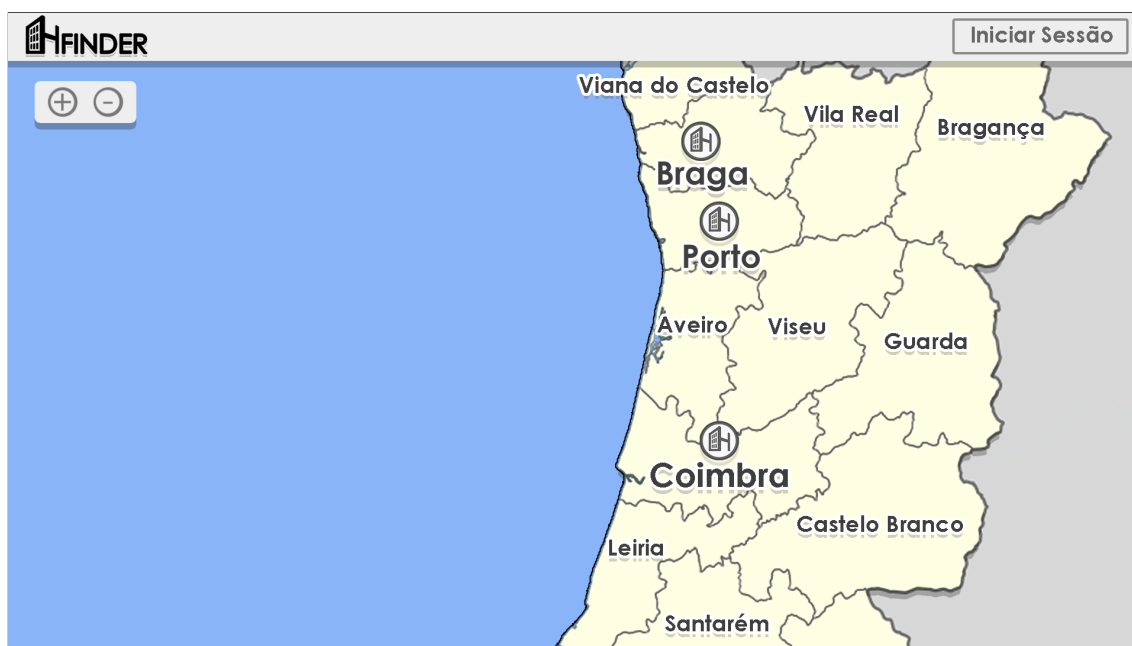 HFINDER
Iniciar Sessão
Viana do Castelo
Vila Real
Bragança
Braga
Porto
Aveiro
Viseu
Guarda
Coimbra
Castelo Branco
Leiria
Santarém